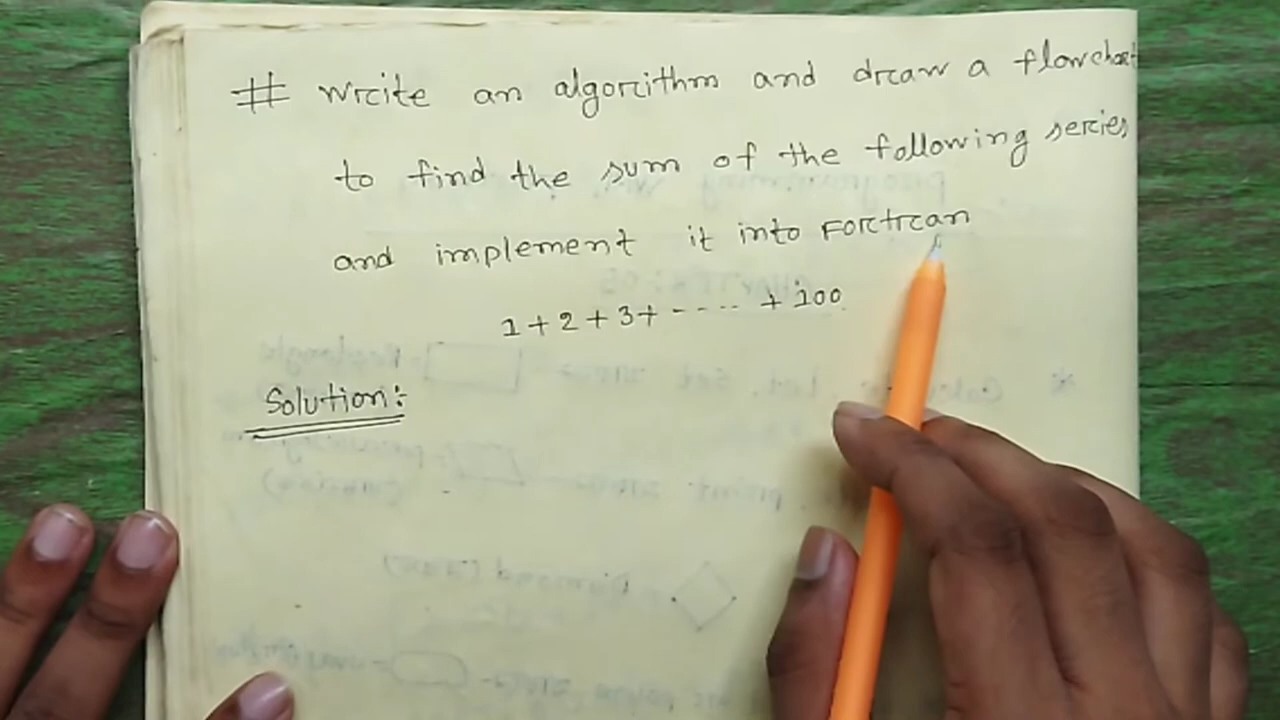 # Write an algorithm and draw a flowchart
to find the sum of the following series
and implement it into Fortran
1 + 2 + 3 + ---- + 100
Solution: